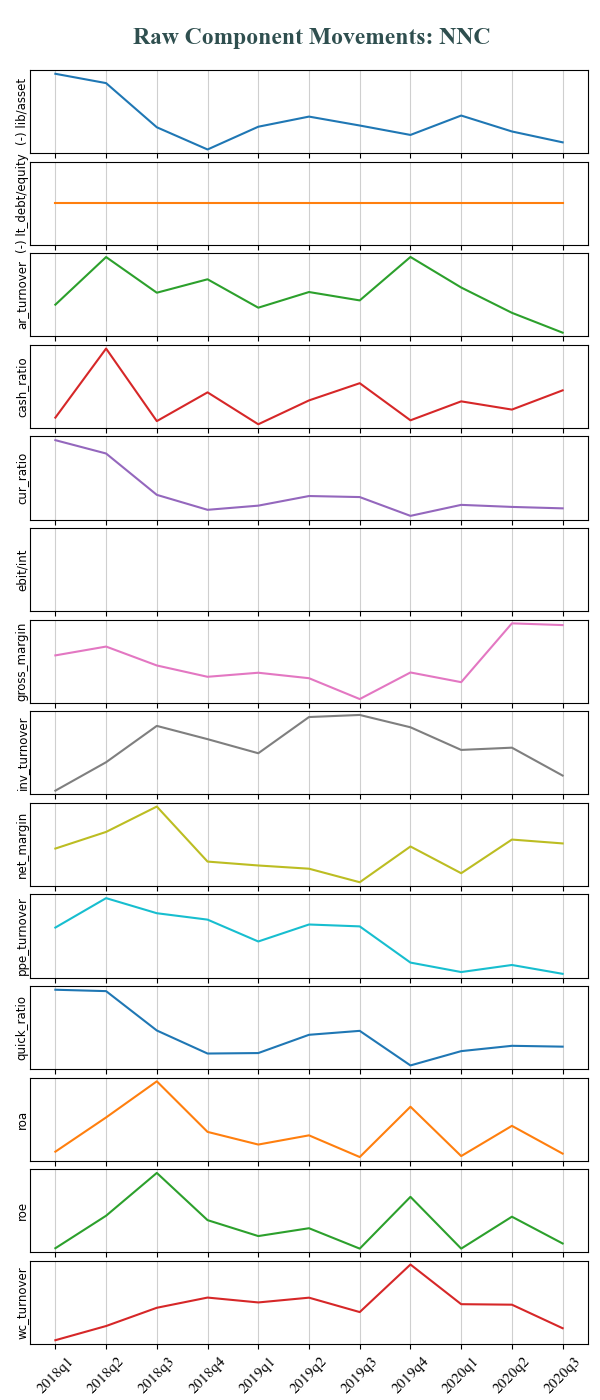 Raw Component Movements: NNC
(-) lib/asset
(-) lt_debt/equity
ar_turnover
cash_ratio
cur_ratio
ebit/int
gross_margin
inv_turnover
net_margin
ppe_turnover
quick_ratio
roa
roe
wc_turnover
2018q1 2018q2 2018q3 2018q4 2019q1 2019q2 2019q3 2019q4 2020q1 2020q2 2020q3